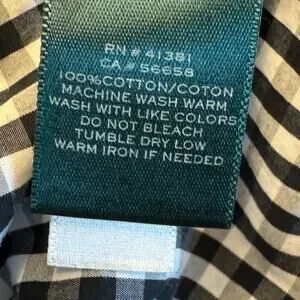 RN # 41381
CA # 56658
100% COTTON/COTON
MACHINE WASH WARM
WASH WITH LIKE COLORS
DO NOT BLEACH
TUMBLE DRY LOW
WARM IRON IF NEEDED